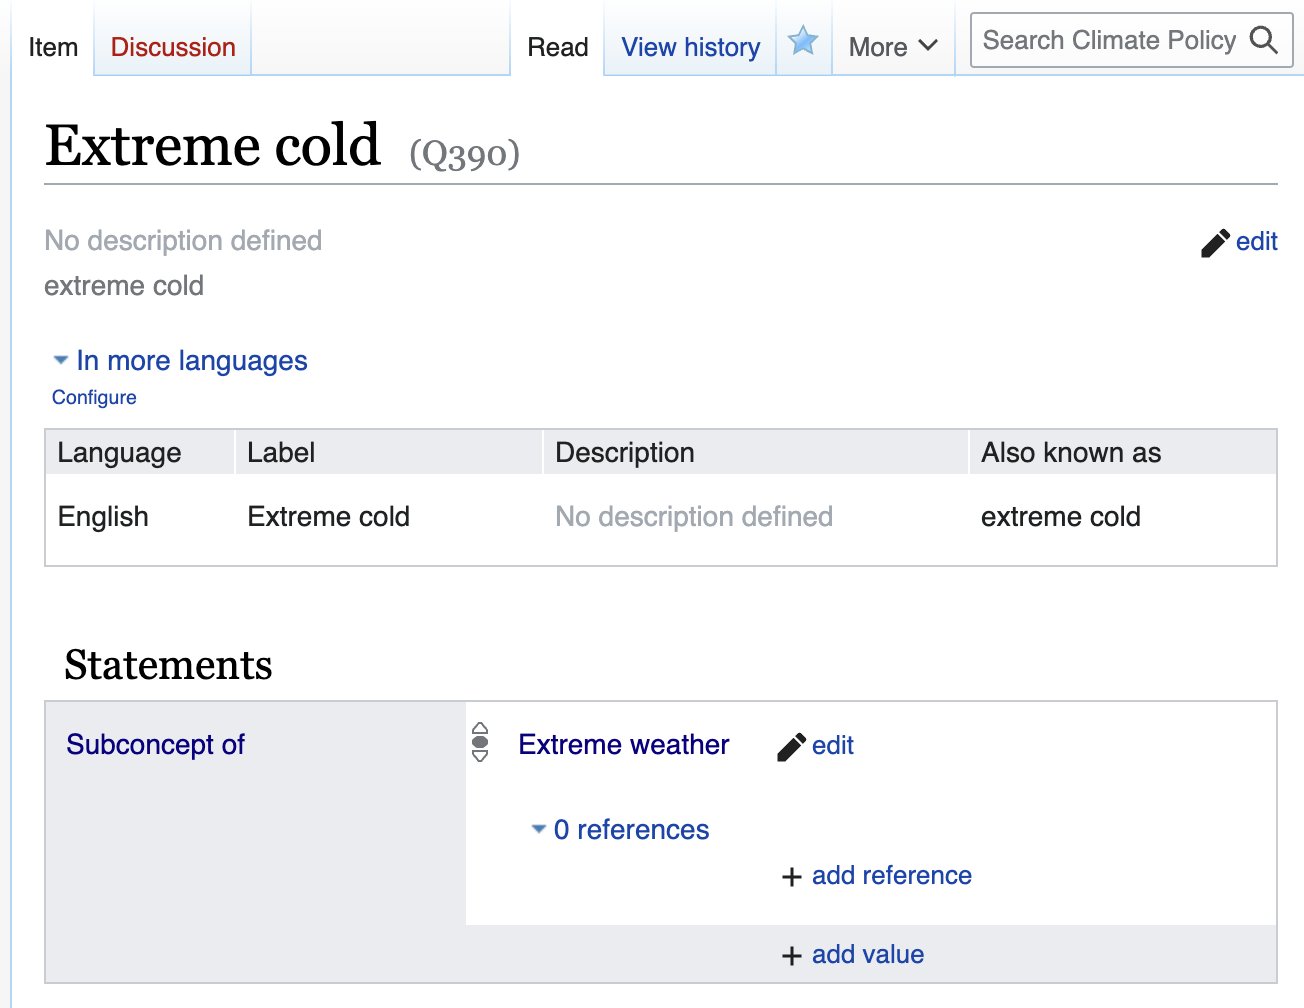 Item Discussion Read View history More Search Climate Policy
Extreme cold (Q390)
No description defined edit
extreme cold
In more languages
Configure
Language Label Description Also known as
English Extreme cold No description defined extreme cold
Statements
Subconcept of Extreme weather edit
0 references
+ add reference
+ add value